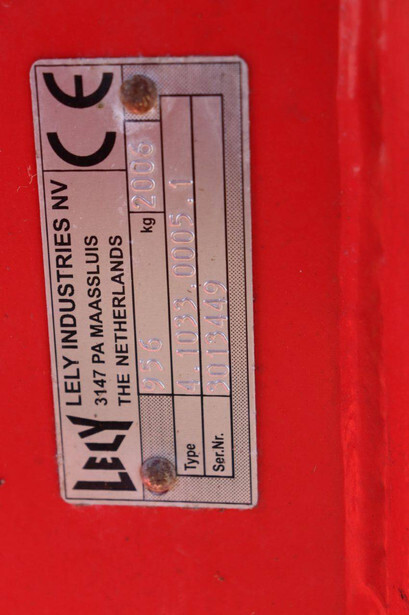 LELY
LELY INDUSTRIES NV
3147 PA MAASSLUIS
THE NETHERLANDS
CE
956 kg 2006
Type 4.1033.0005.1
Ser.Nr. 3013449